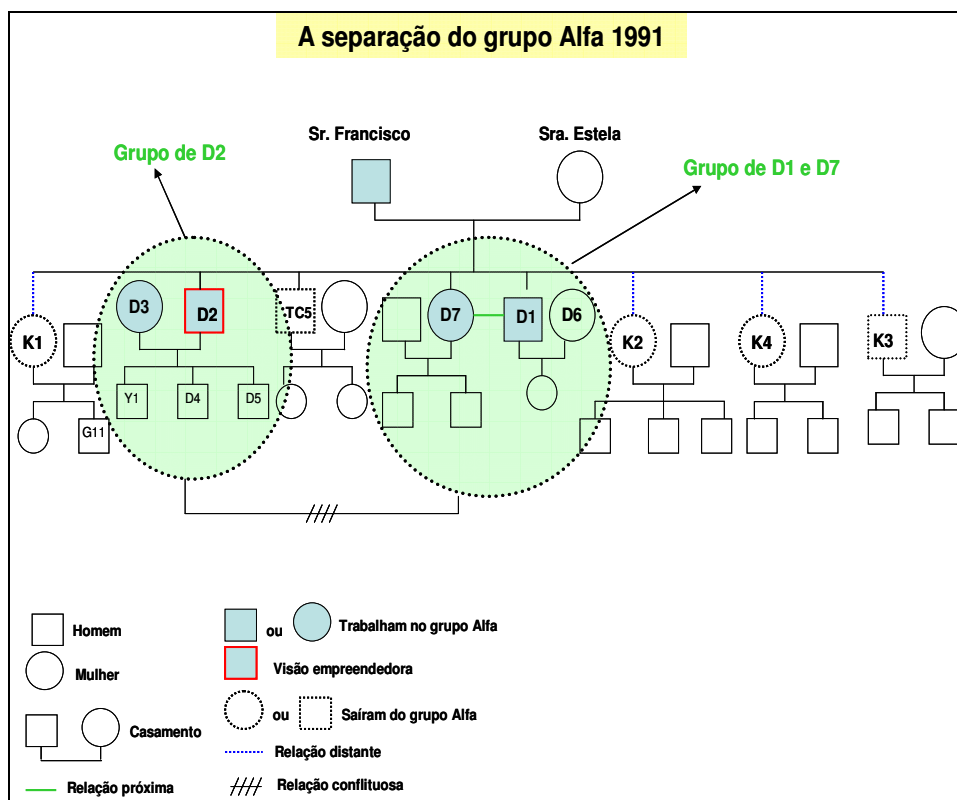 A separação do grupo Alfa 1991
Sr. Francisco
Sra. Estela
Grupo de D2
Grupo de D1 e D7
K1
D3
D2
TC5
D7
D1
D6
K2
K4
K3
Y1
D4
D5
G11
Homem
ou
Trabalham no grupo Alfa
Mulher
Visão empreendedora
ou
Saíram do grupo Alfa
Casamento
Relação distante
Relação próxima
Relação conflituosa